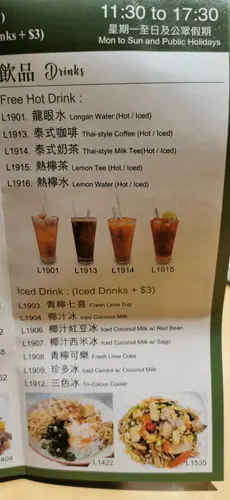 11:30 to 17:30
星期一至日及公眾假期
Mon to Sun and Public Holidays
nks + $3)
飲品 Drinks
Free Hot Drink :
L1901. 龍眼水 Longan Water (Hot / Iced)
L1913. 泰式咖啡 Thai-style Coffee (Hot / Iced)
L1914. 泰式奶茶 Thai-style Milk Tee(Hot / Iced)
L1915. 熱檸茶 Lemon Tee (Hot / Iced)
L1916. 熱檸水 Lemon Water (Hot / Iced)
L1901 L1913 L1914 L1915
Iced Drink : (Iced Drinks + $3)
L1903. 青檸七喜 Fresh Lime 7up
L1904. 椰汁冰 Iced Coconut Milk
L1906. 椰汁紅豆冰 Iced Coconut Milk w/ Red Bean
L1907. 椰汁西米冰 Iced Coconut Milk w/ Sago
L1908. 青檸可樂 Fresh Lime Coke
L1909. 珍多冰 Iced Cendol w/ Coconut Milk
L1912. 三色冰 Tri-Colour Cooler
L1422 L1535